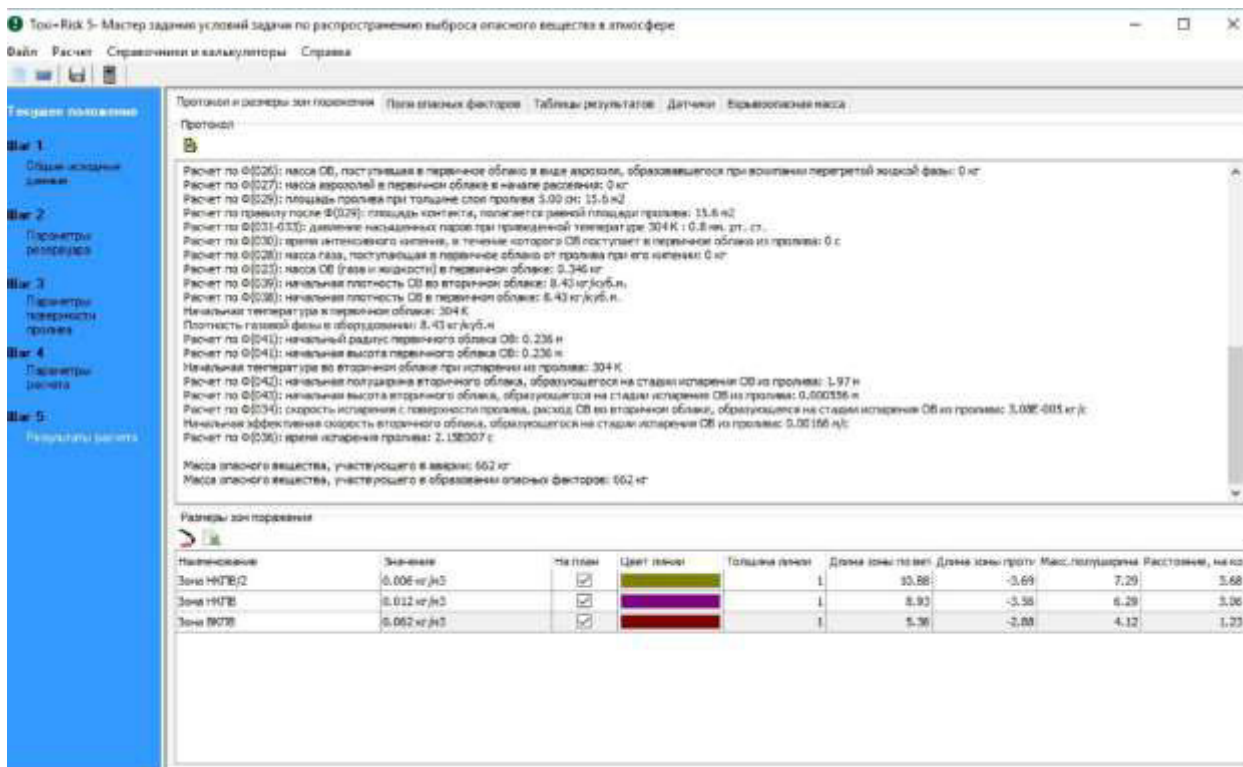 Toxi+Risk 5- Мастер задания условий задачи по распространению выброса опасного вещества в атмосфере
Файл Расчет Справочники и калькуляторы Справка
Текущее положение
Шаг 1
Общие исходные
данные
Шаг 2
Параметры
резервуара
Шаг 3
Параметры
поверхности
пролива
Шаг 4
Параметры
расчета
Шаг 5
Результаты расчета
Протокол и размеры зон поражения Поля опасных факторов Таблицы результатов Датчики Взрывоопасная масса
Протокол
Расчет по Ф(026): масса ОВ, поступившая в первичное облако в виде аэрозоля, образовавшегося при вскипании перегретой жидкой фазы: 0 кг
Расчет по Ф(027): масса аэрозолей в первичном облаке в начале рассеяния: 0 кг
Расчет по Ф(029): площадь пролива при толщине слоя пролива 5.00 см: 15.6 м2
Расчет по правилу после Ф(029): площадь контакта, полагается равной площади пролива: 15.6 м2
Расчет по Ф(031-033): давление насыщенных паров при приведенной температуре 304 К : 0.8 мм. рт. ст.
Расчет по Ф(030): время интенсивного кипения, в течение которого ОВ поступает в первичное облако из пролива: 0 с
Расчет по Ф(028): масса газа, поступающая в первичное облако от пролива при его кипении: 0 кг
Расчет по Ф(023): масса ОВ (газа и жидкости) в первичном облаке: 0.346 кг
Расчет по Ф(039): начальная плотность ОВ во вторичном облаке: 8.43 кг/куб.м.
Расчет по Ф(038): начальная плотность ОВ в первичном облаке: 8.43 кг/куб.м.
Начальная температура в первичном облаке: 304 К
Плотность газовой фазы в оборудовании: 8.43 кг/куб.м
Расчет по Ф(041): начальный радиус первичного облака ОВ: 0.236 м
Расчет по Ф(041): начальная высота первичного облака ОВ: 0.236 м
Начальная температура во вторичном облаке при испарении из пролива: 304 К
Расчет по Ф(042): начальная полуширина вторичного облака, образующегося на стадии испарения ОВ из пролива: 1.97 м
Расчет по Ф(043): начальная высота вторичного облака, образующегося на стадии испарения ОВ из пролива: 0.000556 м
Расчет по Ф(034): скорость испарения с поверхности пролива, расход ОВ во вторичном облаке, образующегося на стадии испарения ОВ из пролива: 3.08E-005 кг/с
Начальная эффективная скорость вторичного облака, образующегося на стадии испарения ОВ из пролива: 0.00166 м/с
Расчет по Ф(036): время испарения пролива: 2.15E007 с
Масса опасного вещества, участвующего в аварии: 662 кг
Масса опасного вещества, участвующего в образовании опасных факторов: 662 кг
Размеры зон поражения
Наименование Значение На план Цвет линии Толщина линии Длина зоны по вет Длина зоны проти Макс.полуширина Расстояние, на ко
Зона НКПВ/2 0.006 кг/м3 1 10.88 -3.69 7.29 3.68
Зона НКПВ 0.012 кг/м3 1 8.93 -3.38 6.29 3.06
Зона ВКПВ 0.062 кг/м3 1 5.36 -2.88 4.12 1.23